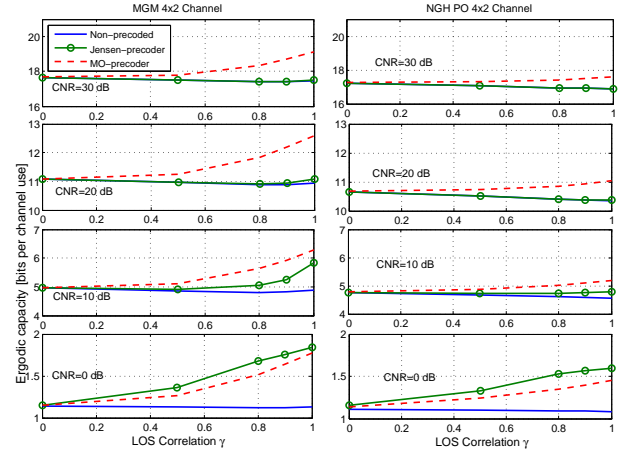 MGM 4x2 Channel
Non-precoded
Jensen-precoder
MO-precoder
20
18
16
CNR=30 dB
0 0.2 0.4 0.6 0.8 1
13
12
11
10
CNR=20 dB
0 0.2 0.4 0.6 0.8 1
7
6
5
4
CNR=10 dB
0 0.2 0.4 0.6 0.8 1
2
1.5
1
CNR=0 dB
0 0.2 0.4 0.6 0.8 1
LOS Correlation γ
Ergodic capacity [bits per channel use]
NGH PO 4x2 Channel
20
18
16
CNR=30 dB
0 0.2 0.4 0.6 0.8 1
13
12
11
10
CNR=20 dB
0 0.2 0.4 0.6 0.8 1
7
6
5
4
CNR=10 dB
0 0.2 0.4 0.6 0.8 1
2
1.5
1
CNR=0 dB
0 0.2 0.4 0.6 0.8 1
LOS Correlation γ